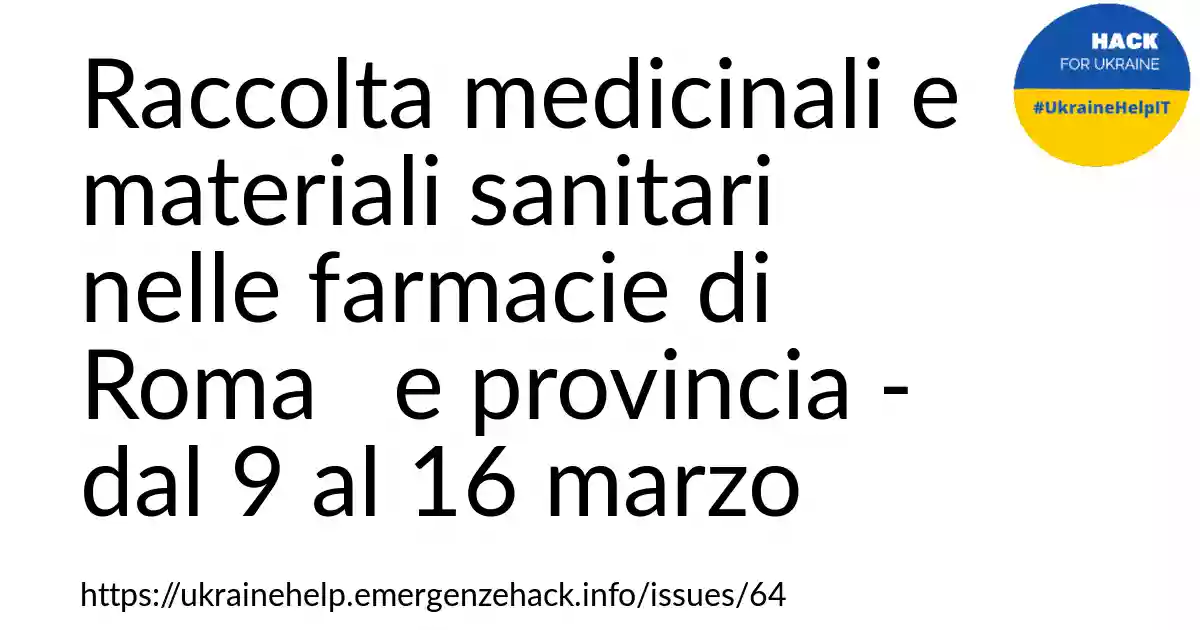 Raccolta medicinali e
materiali sanitari
nelle farmacie di
Roma   e provincia -
dal 9 al 16 marzo
https://ukrainehelp.emergenzehack.info/issues/64
HACK
FOR UKRAINE
#UkraineHelpIT